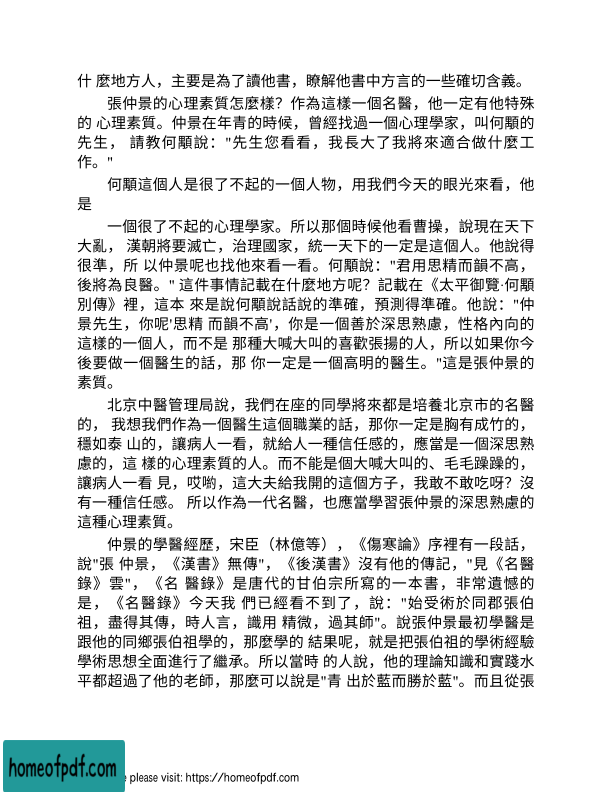 什 麼地方人，主要是為了讀他書，瞭解他書中方言的一些確切含義。
張仲景的心理素質怎麼樣？作為這樣一個名醫，他一定有他特殊
的 心理素質。仲景在年青的時候，曾經找過一個心理學家，叫何顒的
先生， 請教何顒說："先生您看看，我長大了我將來適合做什麼工
作。"
何顒這個人是很了不起的一個人物，用我們今天的眼光來看，他
是
一個很了不起的心理學家。所以那個時候他看曹操，說現在天下
大亂， 漢朝將要滅亡，治理國家，統一天下的一定是這個人。他說得
很準，所 以仲景呢也找他來看一看。何顒說："君用思精而韻不高，
後將為良醫。" 這件事情記載在什麼地方呢？記載在《太平御覽·何顒
別傳》裡，這本 來是說何顒說話說的準確，預測得準確。他說："仲
景先生，你呢'思精 而韻不高'，你是一個善於深思熟慮，性格內向的
這樣的一個人，而不是 那種大喊大叫的喜歡張揚的人，所以如果你今
後要做一個醫生的話，那 你一定是一個高明的醫生。"這是張仲景的
素質。
北京中醫管理局說，我們在座的同學將來都是培養北京市的名醫
的， 我想我們作為一個醫生這個職業的話，那你一定是胸有成竹的，
穩如泰 山的，讓病人一看，就給人一種信任感的，應當是一個深思熟
慮的，這 樣的心理素質的人。而不能是個大喊大叫的、毛毛躁躁的，
讓病人一看 見，哎喲，這大夫給我開的這個方子，我敢不敢吃呀？沒
有一種信任感。 所以作為一代名醫，也應當學習張仲景的深思熟慮的
這種心理素質。
仲景的學醫經歷，宋臣（林億等），《傷寒論》序裡有一段話，
說"張 仲景，《漢書》無傳"，《後漢書》沒有他的傳記，"見《名醫
錄》雲"，《名 醫錄》是唐代的甘伯宗所寫的一本書，非常遺憾的
是，《名醫錄》今天我 們已經看不到了，說："始受術於同郡張伯
祖，盡得其傳，時人言，識用 精微，過其師"。說張仲景最初學醫是
跟他的同鄉張伯祖學的，那麼學的 結果呢，就是把張伯祖的學術經驗
學術思想全面進行了繼承。所以當時 的人說，他的理論知識和實踐水
平都超過了他的老師，那麼可以說是"青 出於藍而勝於藍"。而且從張
homeofpdf.com
e please visit: https://homeofpdf.com